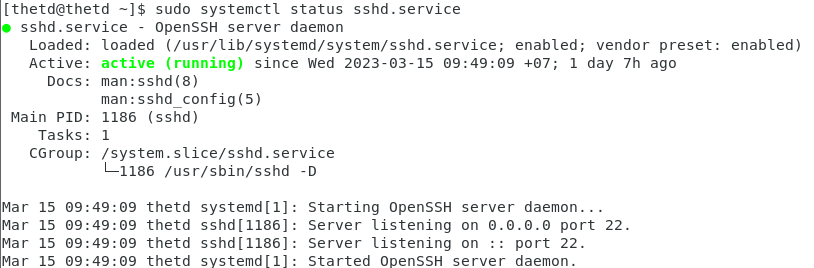 [thetd@thetd ~]$ sudo systemctl status sshd.service
● sshd.service - OpenSSH server daemon
   Loaded: loaded (/usr/lib/systemd/system/sshd.service; enabled; vendor preset: enabled)
   Active: active (running) since Wed 2023-03-15 09:49:09 +07; 1 day 7h ago
     Docs: man:sshd(8)
           man:sshd_config(5)
 Main PID: 1186 (sshd)
    Tasks: 1
   CGroup: /system.slice/sshd.service
           └─1186 /usr/sbin/sshd -D

Mar 15 09:49:09 thetd systemd[1]: Starting OpenSSH server daemon...
Mar 15 09:49:09 thetd sshd[1186]: Server listening on 0.0.0.0 port 22.
Mar 15 09:49:09 thetd sshd[1186]: Server listening on :: port 22.
Mar 15 09:49:09 thetd systemd[1]: Started OpenSSH server daemon.